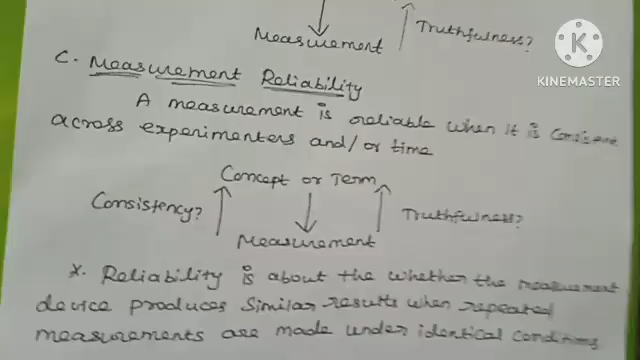 Truthfulness?
Measurement
K
KINEMASTER
C. Measurement Reliability
A measurement is reliable when it is consistent
across experimenters and/or time
Concept or Term
Consistency?
Truthfulness?
Measurement
*. Reliability is about the whether the measurement
device produces similar results when repeated
measurements are made under identical conditions